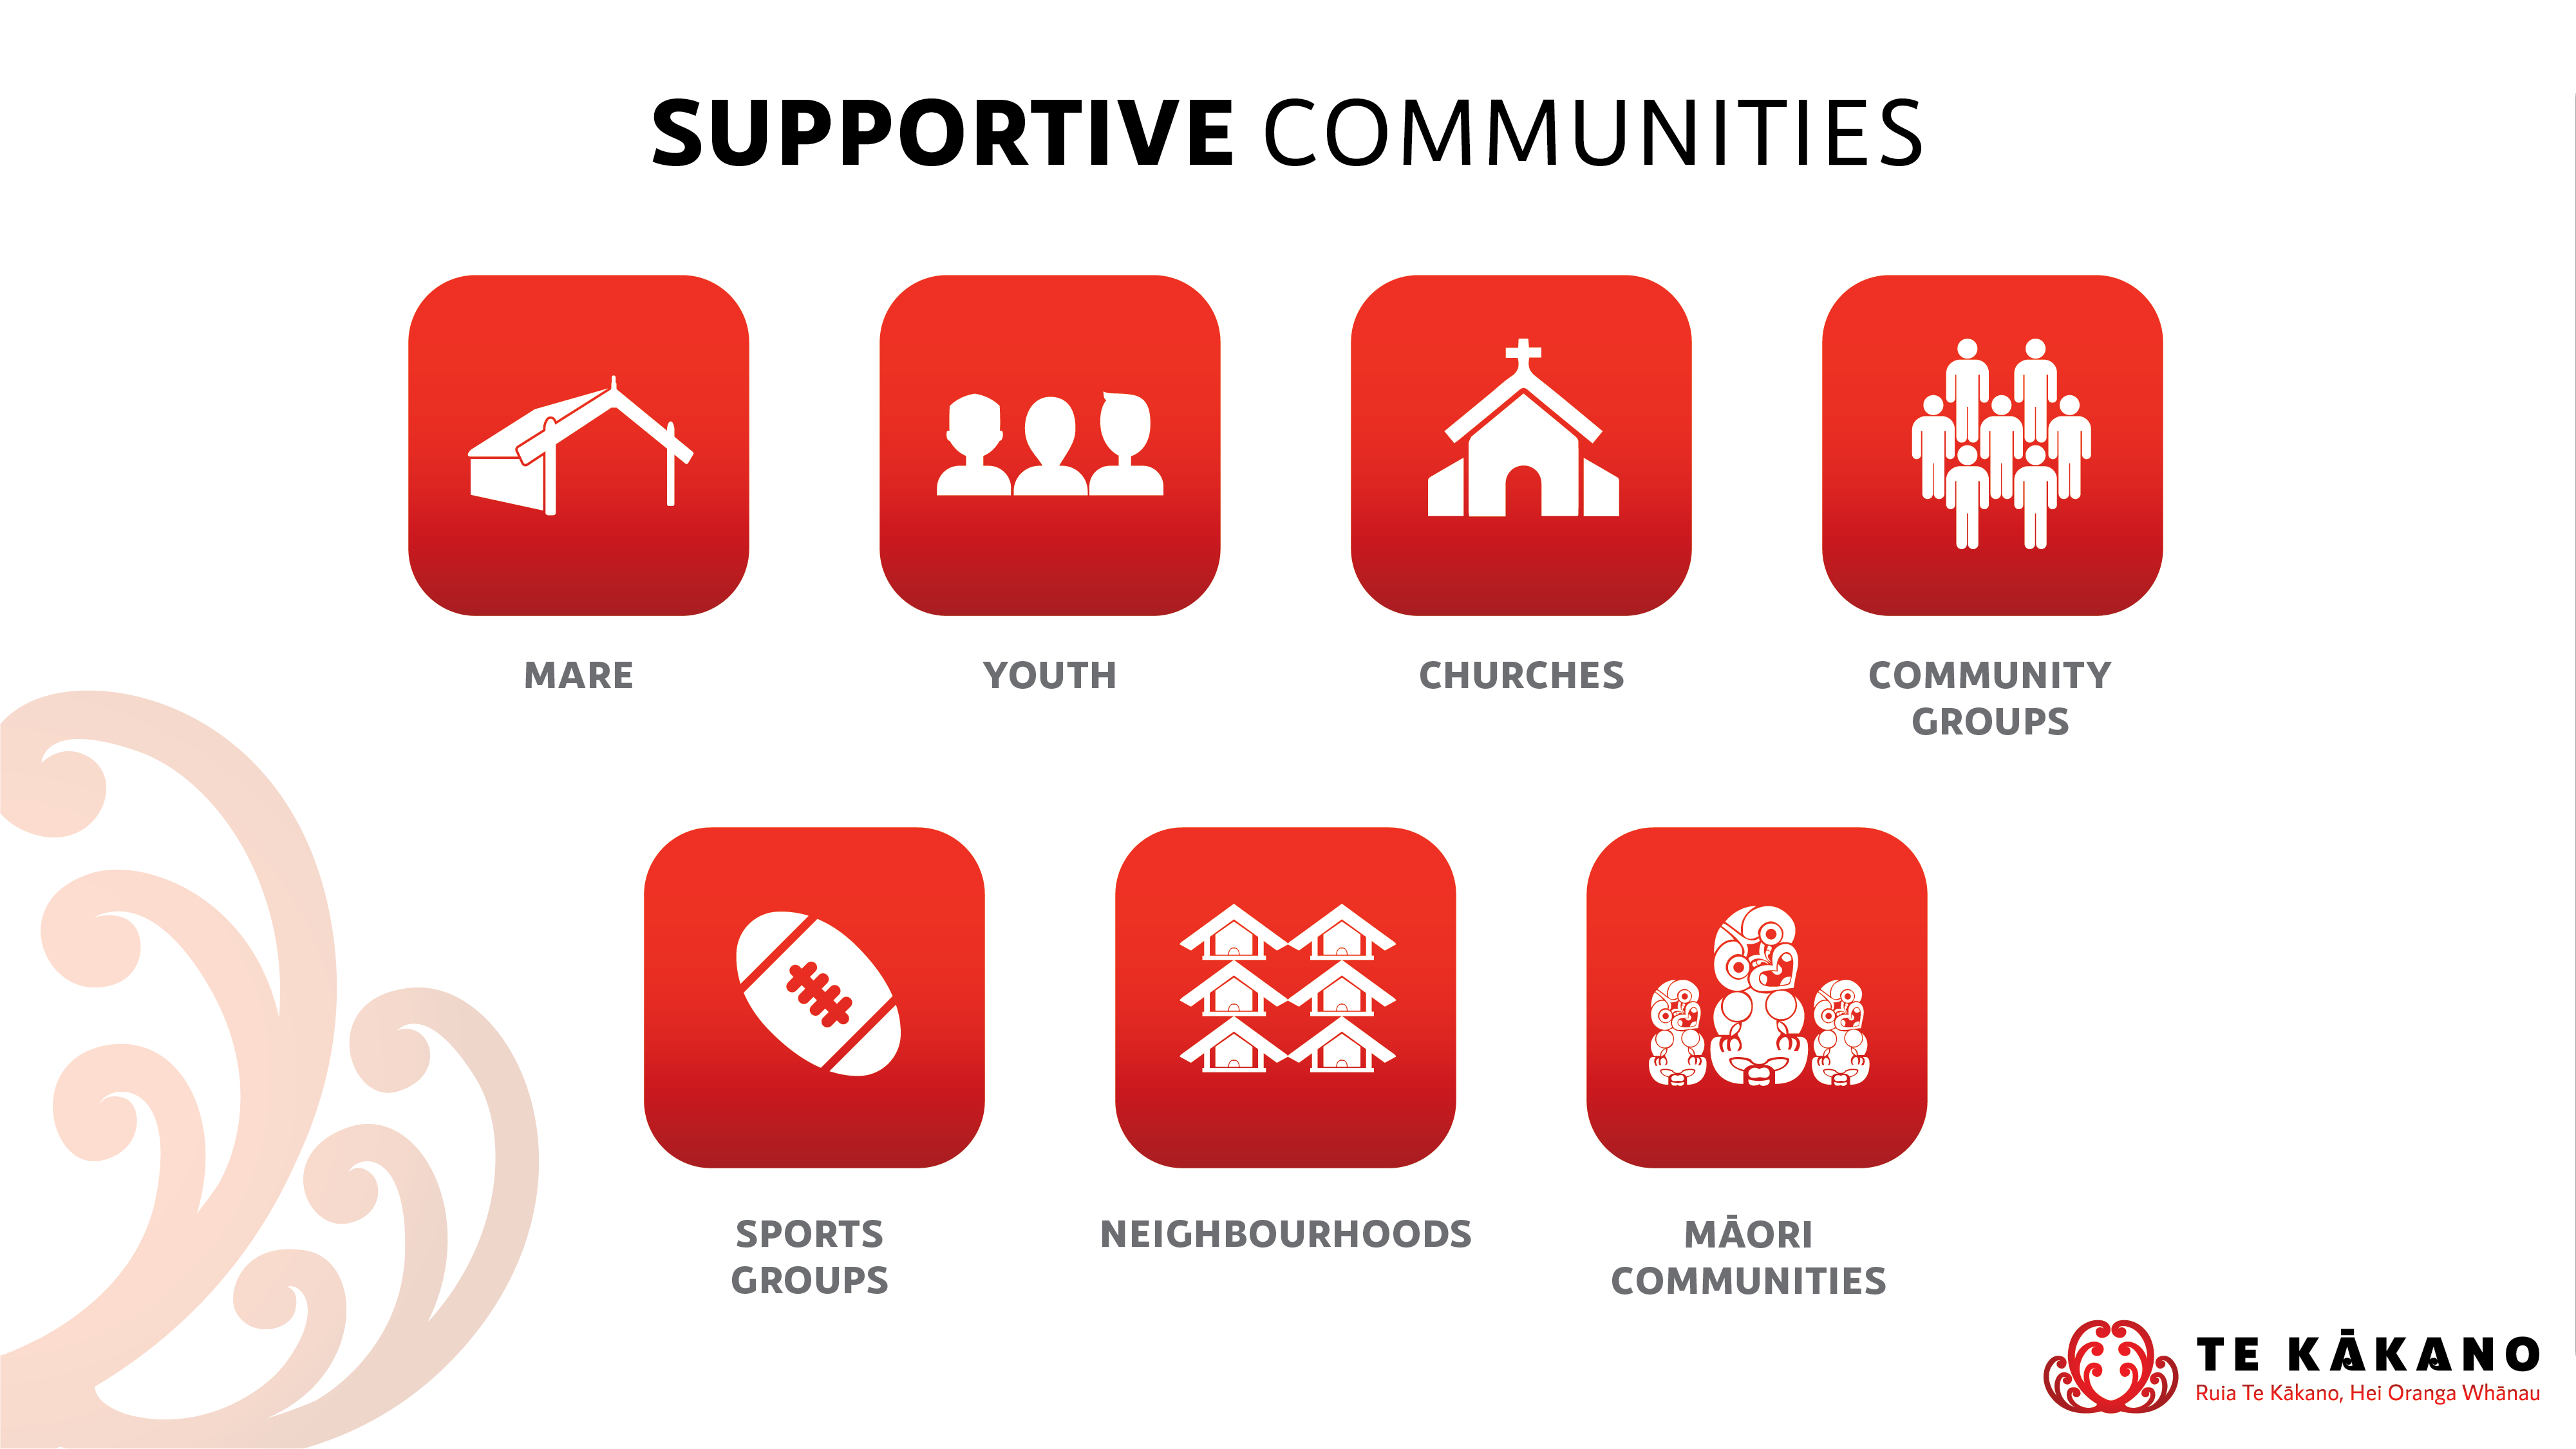 SUPPORTIVE COMMUNITIES
MARE
YOUTH
CHURCHES
COMMUNITY
GROUPS
SPORTS
GROUPS
NEIGHBOURHOODS
MĀORI
COMMUNITIES
TE KĀKANO
Ruia Te Kākano, Hei Oranga Whānau